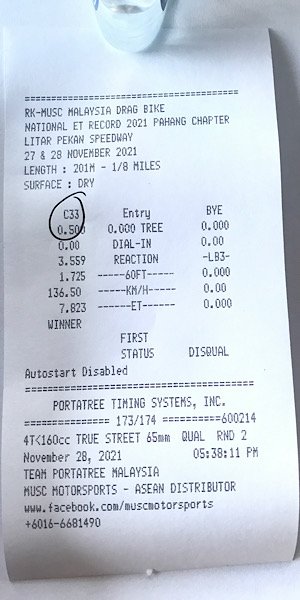 ========================================
RK-MUSC MALAYSIA DRAG BIKE
NATIONAL ET RECORD 2021 PAHANG CHAPTER
LITAR PEKAN SPEEDWAY
27 & 28 NOVEMBER 2021
LENGTH : 201M - 1/8 MILES
SURFACE : DRY
C33 Entry BYE
0.500 0.000 TREE 0.000
0.00 DIAL-IN 0.00
3.559 REACTION -LB3-
1.725 -----60FT----- 0.000
136.50 -----KM/H----- 0.00
7.823 ------ET------ 0.000
WINNER
FIRST
STATUS DISQUAL
Autostart Disabled
========================================
PORTATREE TIMING SYSTEMS, INC.
=============== 173/174 ==========600214
4T<160cc TRUE STREET 65mm QUAL RND 2
November 28, 2021 05:38:11 PM
TEAM PORTATREE MALAYSIA
MUSC MOTORSPORTS - ASEAN DISTRIBUTOR
www.facebook.com/muscmotorsports
+6016-6681490